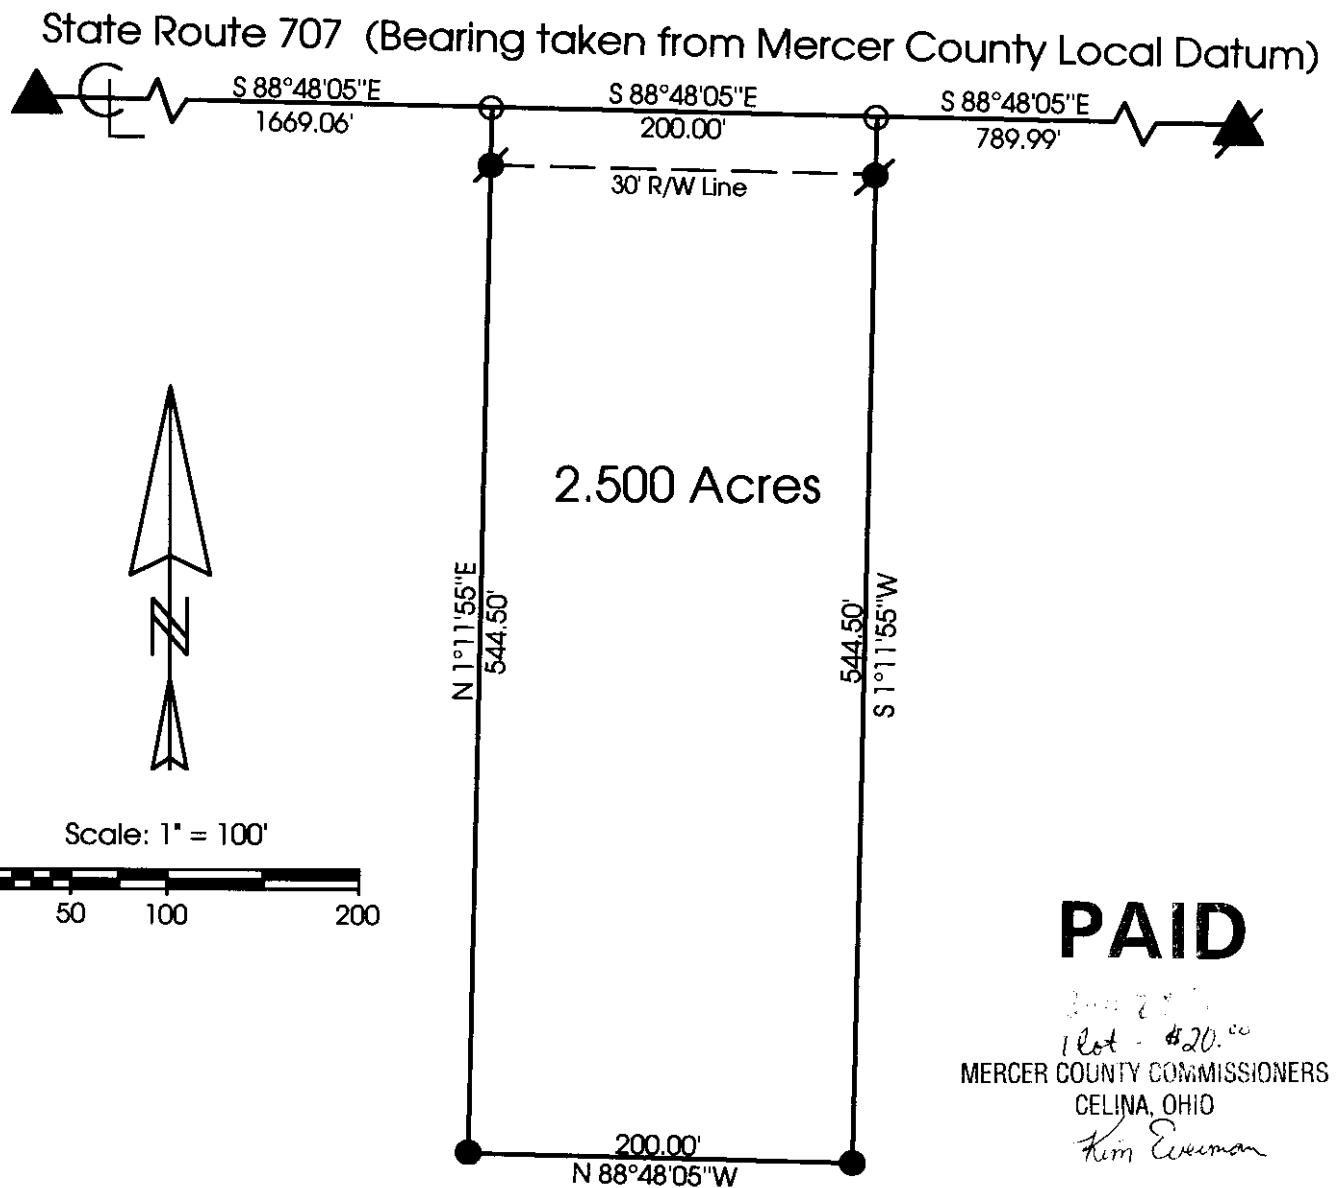 State Route 707 (Bearing taken from Mercer County Local Datum)
S 88°48'05"E
1669.06'
S 88°48'05"E
200.00'
S 88°48'05"E
789.99'
30' R/W Line
2.500 Acres
N 1°11'55"E
544.50'
544.50'
S 1°11'55"W
N
Scale: 1" = 100'
50 100 200
200.00'
N 88°48'05"W
PAID
1 lot - $20.00
MERCER COUNTY COMMISSIONERS
CELINA, OHIO
Kim Everman